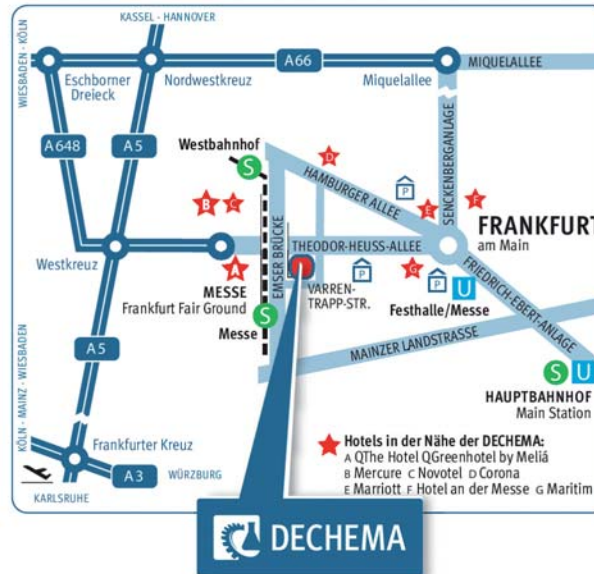 KASSEL - HANNOVER
WIESBADEN - KÖLN
A66
MIQUELALLEE
Eschborner
Dreieck
Nordwestkreuz
Miquelallee
A648
A5
Westbahnhof
S
D
HAMBURGER ALLEE
P
SENCKENBERGANLAGE
B
C
E
F
FRANKFURT
am Main
Westkreuz
THEODOR-HEUSS-ALLEE
A
EMSER BRÜCKE
MESSE
Frankfurt Fair Ground
VARREN-
TRAPP-STR.
P
G
P
U
Festhalle/Messe
FRIEDRICH-EBERT-ANLAGE
S
Messe
A5
MAINZER LANDSTRASSE
S U
HAUPTBAHNHOF
Main Station
KÖLN - MAINZ - WIESBADEN
Frankfurter Kreuz
A3
WÜRZBURG
KARLSRUHE
Hotels in der Nähe der DECHEMA:
A QThe Hotel QGreenhotel by Meliá
B Mercure C Novotel D Corona
E Marriott F Hotel an der Messe G Maritim
DECHEMA